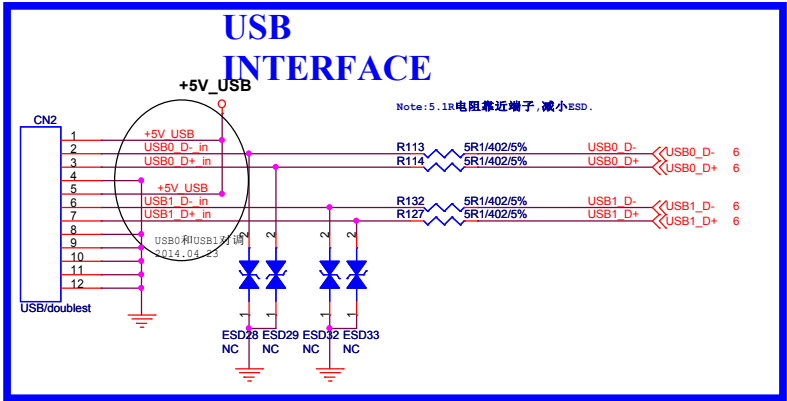 USB
INTERFACE
+5V_USB
Note:5.1R电阻靠近端子,减小ESD.
CN2
1
+5V_USB
2
USB0_D-_in
R113
5R1/402/5%
USB0_D-
USB0_D-
6
3
USB0_D+_in
R114
5R1/402/5%
USB0_D+
USB0_D+
6
4
5
+5V_USB
6
USB1_D-_in
R132
5R1/402/5%
USB1_D-
USB1_D-
6
7
USB1_D+_in
R127
5R1/402/5%
USB1_D+
USB1_D+
6
8
9
10
11
12
USB0和USB1对调
2014.04.23
2
2
2
2
1
1
1
1
USB/doublest
ESD28
ESD29
ESD32
ESD33
NC
NC
NC
NC